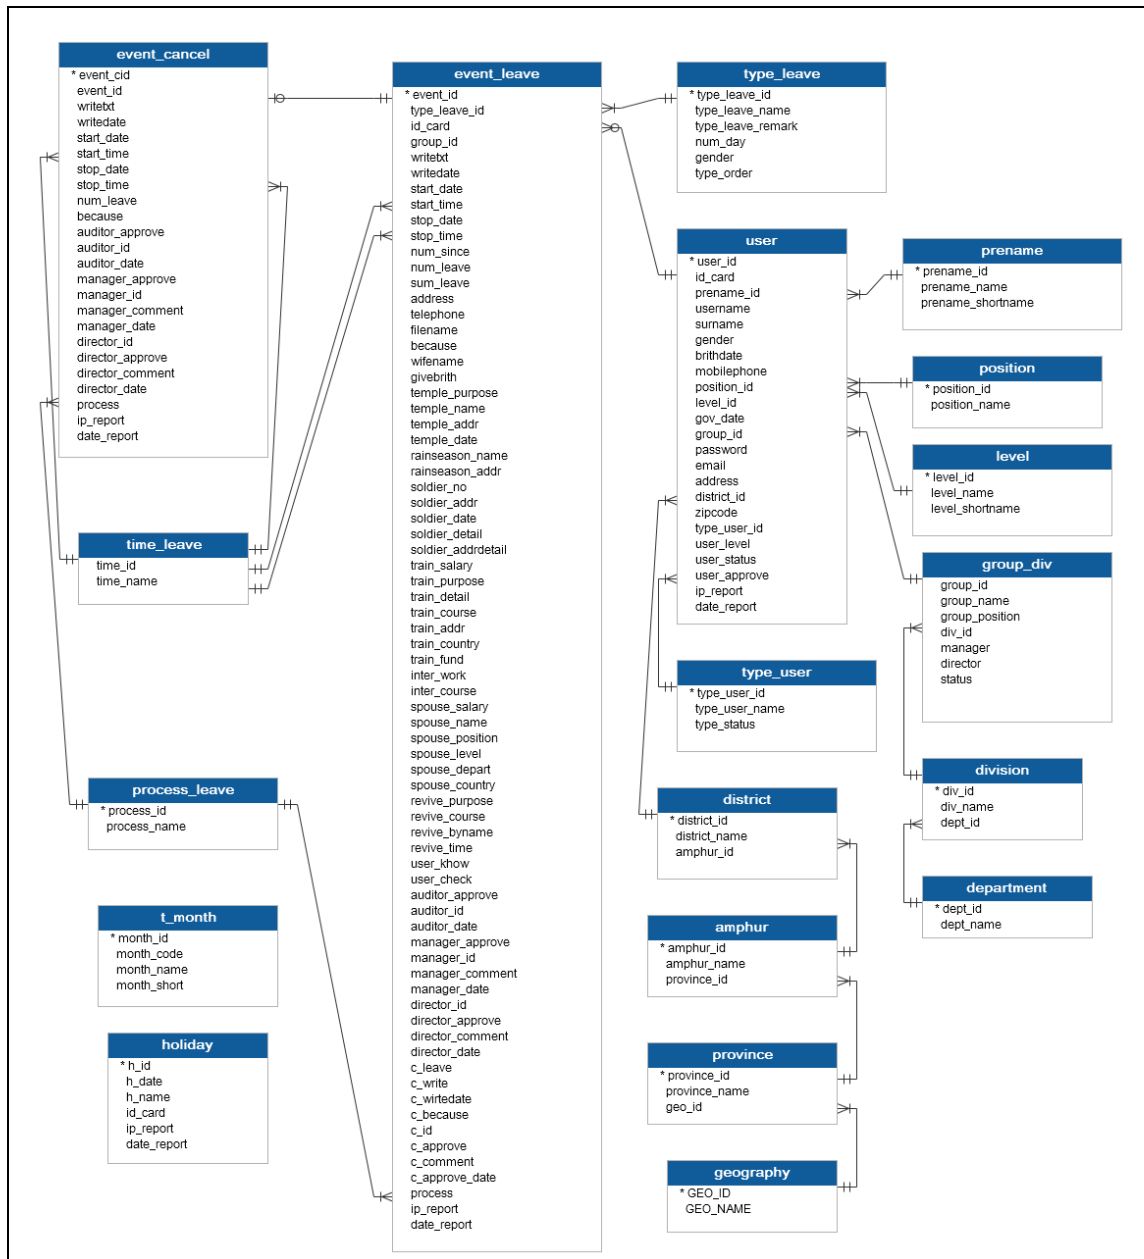 event_cancel
* event_cid
event_id
writetxt
writedate
start_date
start_time
stop_date
stop_time
num_leave
because
auditor_approve
auditor_id
auditor_date
manager_approve
manager_id
manager_comment
manager_date
director_id
director_approve
director_comment
director_date
process
ip_report
date_report
time_leave
time_id
time_name
process_leave
* process_id
process_name
t_month
* month_id
month_code
month_name
month_short
holiday
* h_id
h_date
h_name
id_card
ip_report
date_report
event_leave
* event_id
type_leave_id
id_card
group_id
writetxt
writedate
start_date
start_time
stop_date
stop_time
num_since
num_leave
sum_leave
address
telephone
filename
because
wifename
givebrith
temple_purpose
temple_name
temple_addr
temple_date
rainseason_name
rainseason_addr
soldier_no
soldier_addr
soldier_date
soldier_detail
soldier_addrdetail
train_salary
train_purpose
train_detail
train_course
train_addr
train_country
train_fund
inter_work
inter_course
spouse_salary
spouse_name
spouse_position
spouse_level
spouse_depart
spouse_country
revive_purpose
revive_course
revive_byname
revive_time
user_khow
user_check
auditor_approve
auditor_id
auditor_date
manager_approve
manager_id
manager_comment
manager_date
director_id
director_approve
director_comment
director_date
c_leave
c_write
c_wirtedate
c_because
c_id
c_approve
c_comment
c_approve_date
process
ip_report
date_report
type_leave
* type_leave_id
type_leave_name
type_leave_remark
num_day
gender
type_order
user
* user_id
id_card
prename_id
username
surname
gender
brithdate
mobilephone
position_id
level_id
gov_date
group_id
password
email
address
district_id
zipcode
type_user_id
user_level
user_status
user_approve
ip_report
date_report
type_user
* type_user_id
type_user_name
type_status
district
* district_id
district_name
amphur_id
amphur
* amphur_id
amphur_name
province_id
province
* province_id
province_name
geo_id
geography
* GEO_ID
GEO_NAME
prename
* prename_id
prename_name
prename_shortname
position
* position_id
position_name
level
* level_id
level_name
level_shortname
group_div
group_id
group_name
group_position
div_id
manager
director
status
division
* div_id
div_name
dept_id
department
* dept_id
dept_name